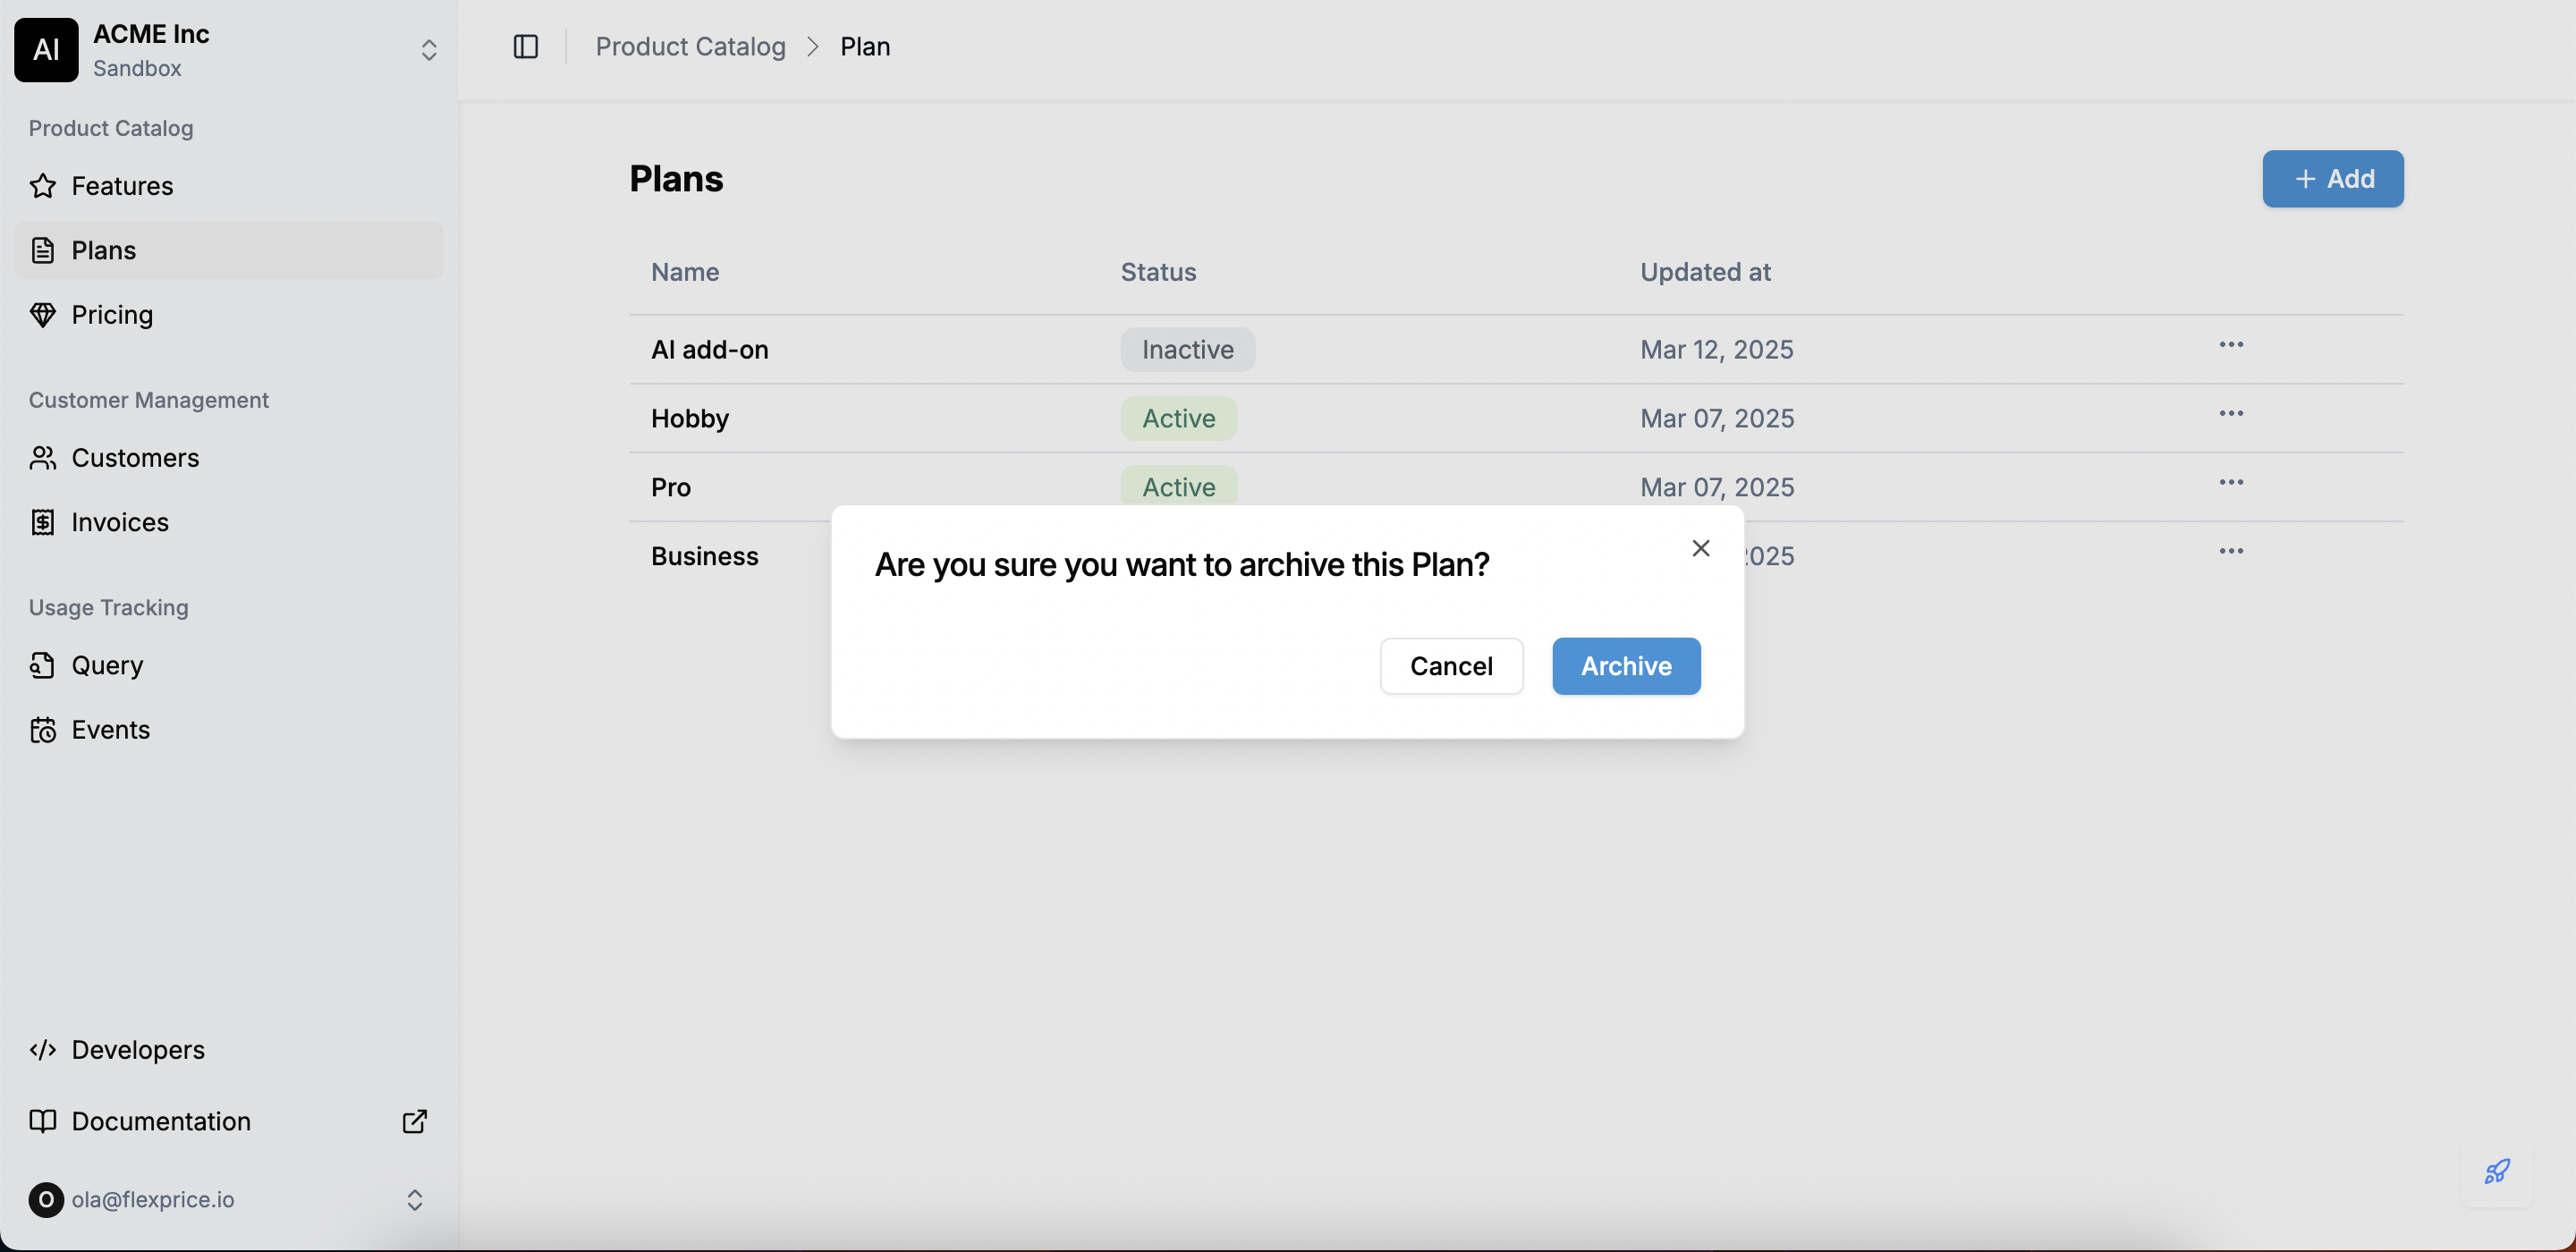 AI
ACME Inc
Sandbox
Product Catalog
Features
Plans
Pricing
Customer Management
Customers
Invoices
Usage Tracking
Query
Events
Developers
Documentation
O ola@flexprice.io
Product Catalog Plan
Plans
Add
Name Status Updated at
AI add-on Inactive Mar 12, 2025
Hobby Active Mar 07, 2025
Pro Active Mar 07, 2025
Business 2025
Are you sure you want to archive this Plan?
Cancel Archive